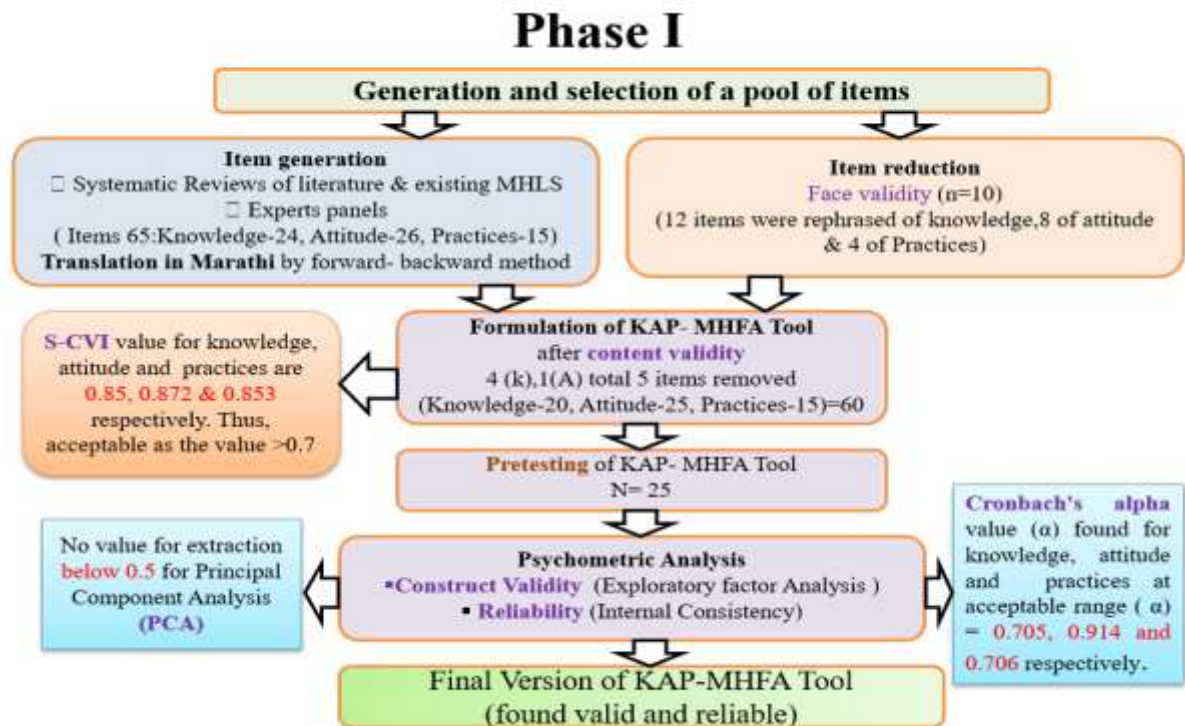 Phase I
Generation and selection of a pool of items
Item generation
□ Systematic Reviews of literature & existing MHLS
□ Experts panels
( Items 65:Knowledge-24, Attitude-26, Practices-15)
Translation in Marathi by forward- backward method
Item reduction
Face validity (n=10)
(12 items were rephrased of knowledge,8 of attitude
& 4 of Practices)
S-CVI value for knowledge,
attitude and practices are
0.85, 0.872 & 0.853
respectively. Thus,
acceptable as the value >0.7
Formulation of KAP- MHFA Tool
after content validity
4 (k),1(A) total 5 items removed
(Knowledge-20, Attitude-25, Practices-15)=60
Pretesting of KAP- MHFA Tool
N= 25
No value for extraction
below 0.5 for Principal
Component Analysis
(PCA)
Psychometric Analysis
▪Construct Validity (Exploratory factor Analysis )
▪ Reliability (Internal Consistency)
Cronbach's alpha
value (α) found for
knowledge, attitude
and practices at
acceptable range ( α)
= 0.705, 0.914 and
0.706 respectively.
Final Version of KAP-MHFA Tool
(found valid and reliable)